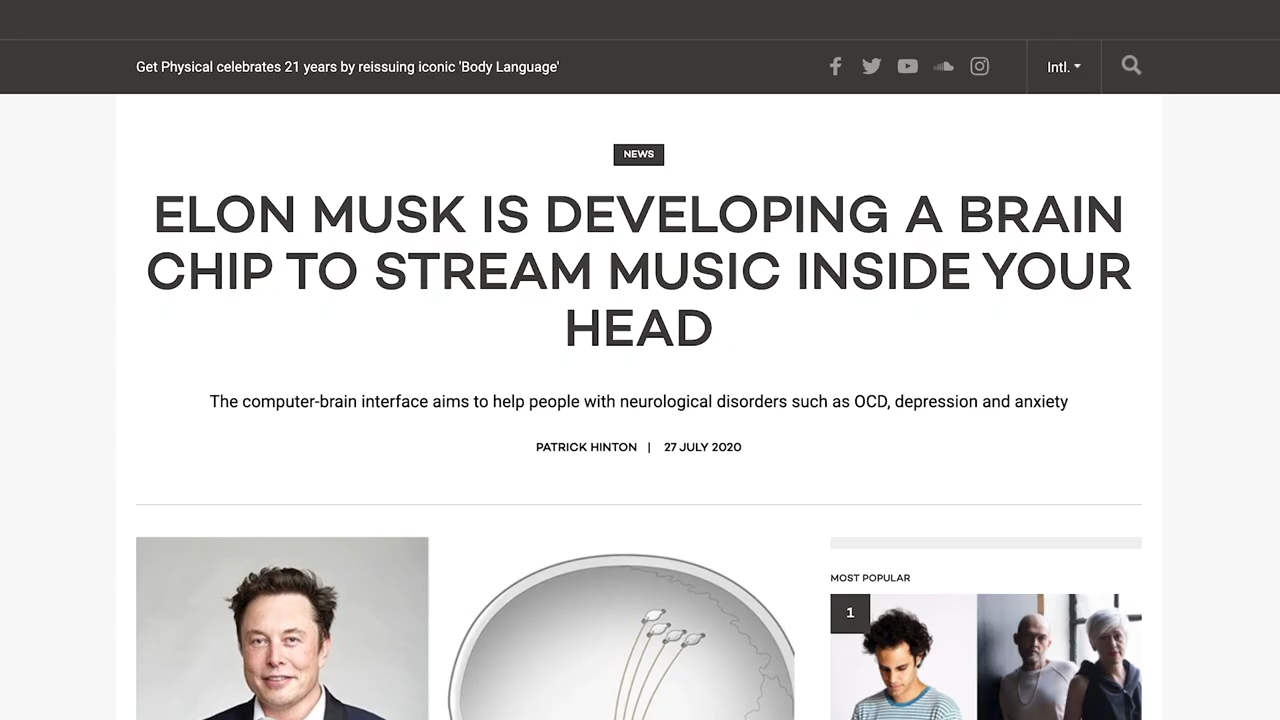 Get Physical celebrates 21 years by reissuing iconic 'Body Language'
Intl.
NEWS
ELON MUSK IS DEVELOPING A BRAIN
CHIP TO STREAM MUSIC INSIDE YOUR
HEAD
The computer-brain interface aims to help people with neurological disorders such as OCD, depression and anxiety
PATRICK HINTON | 27 JULY 2020
MOST POPULAR
1